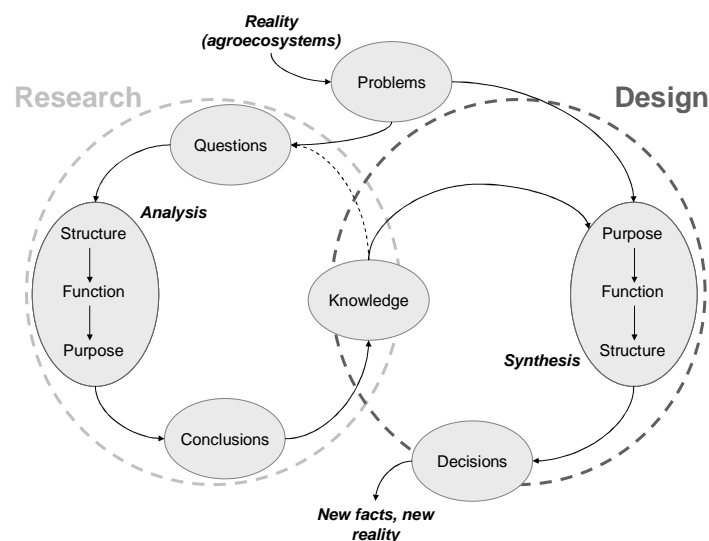 Reality
(agroecosystems)
Problems
Research
Design
Questions
Analysis
Structure
Function
Purpose
Knowledge
Purpose
Function
Structure
Synthesis
Conclusions
Decisions
New facts, new
reality